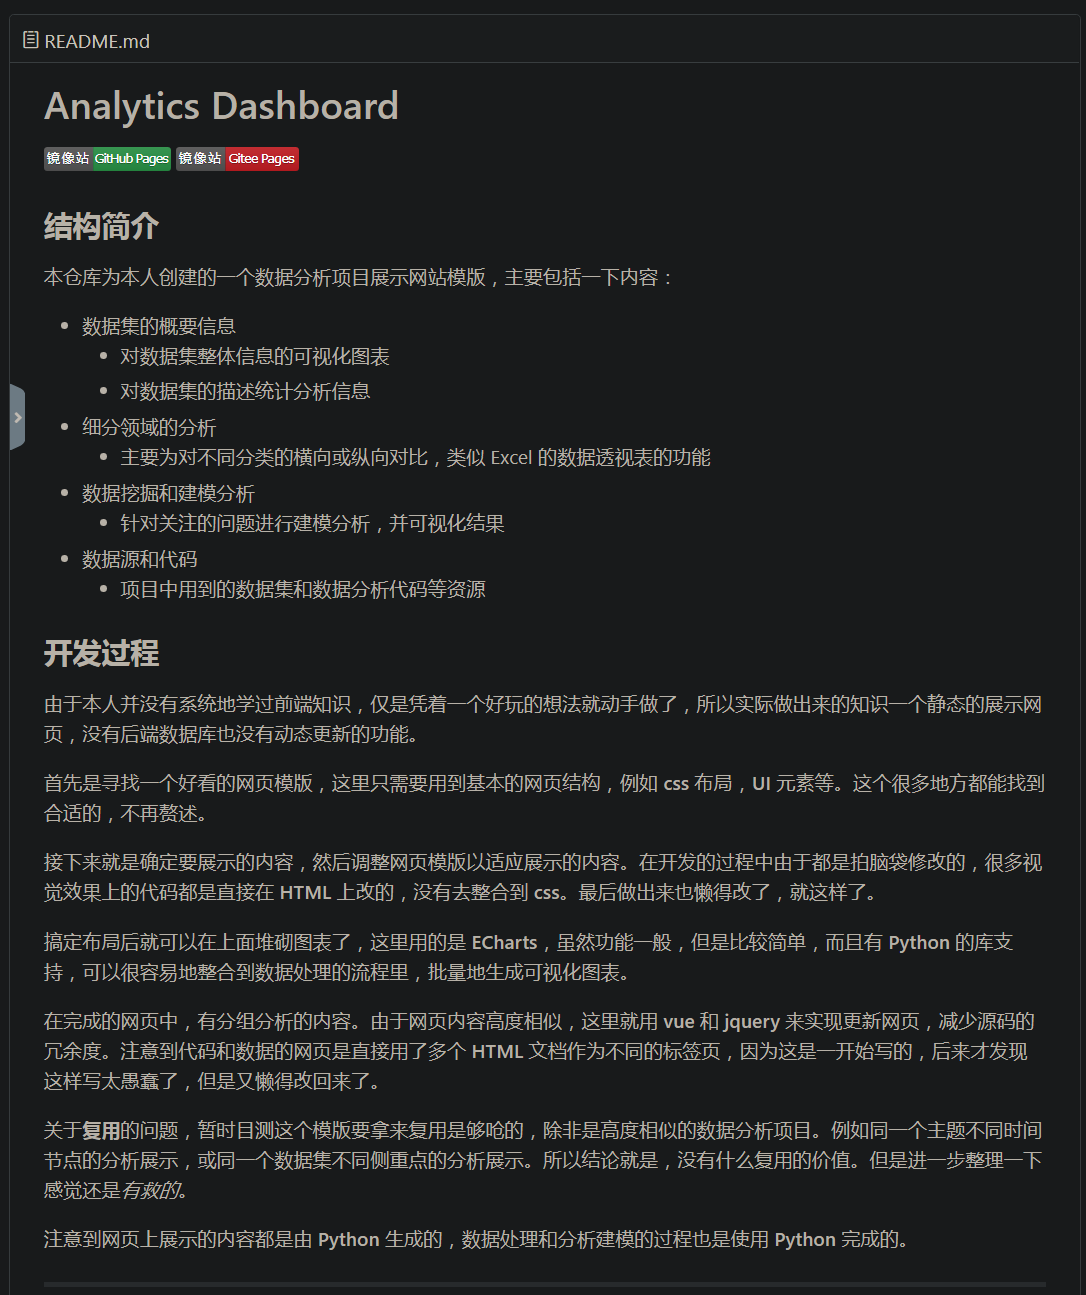 README.md
Analytics Dashboard
镜像站 GitHub Pages 镜像站 Gitee Pages
结构简介
本仓库为本人创建的一个数据分析项目展示网站模版，主要包括一下内容：
数据集的概要信息
对数据集整体信息的可视化图表
对数据集的描述统计分析信息
细分领域的分析
主要为对不同分类的横向或纵向对比，类似 Excel 的数据透视表的功能
数据挖掘和建模分析
针对关注的问题进行建模分析，并可视化结果
数据源和代码
项目中用到的数据集和数据分析代码等资源
开发过程
由于本人并没有系统地学过前端知识，仅是凭着一个好玩的想法就动手做了，所以实际做出来的知识一个静态的展示网
页，没有后端数据库也没有动态更新的功能。
首先是寻找一个好看的网页模版，这里只需要用到基本的网页结构，例如 css 布局，UI 元素等。这个很多地方都能找到
合适的，不再赘述。
接下来就是确定要展示的内容，然后调整网页模版以适应展示的内容。在开发的过程中由于都是拍脑袋修改的，很多视
觉效果上的代码都是直接在 HTML 上改的，没有去整合到 css。最后做出来也懒得改了，就这样了。
搞定布局后就可以在上面堆砌图表了，这里用的是 ECharts，虽然功能一般，但是比较简单，而且有 Python 的库支
持，可以很容易地整合到数据处理的流程里，批量地生成可视化图表。
在完成的网页中，有分组分析的内容。由于网页内容高度相似，这里就用 vue 和 jquery 来实现更新网页，减少源码的
冗余度。注意到代码和数据的网页是直接用了多个 HTML 文档作为不同的标签页，因为这是一开始写的，后来才发现
这样写太愚蠢了，但是又懒得改回来了。
关于复用的问题，暂时目测这个模版要拿来复用是够呛的，除非是高度相似的数据分析项目。例如同一个主题不同时间
节点的分析展示，或同一个数据集不同侧重点的分析展示。所以结论就是，没有什么复用的价值。但是进一步整理一下
感觉还是有救的。
注意到网页上展示的内容都是由 Python 生成的，数据处理和分析建模的过程也是使用 Python 完成的。